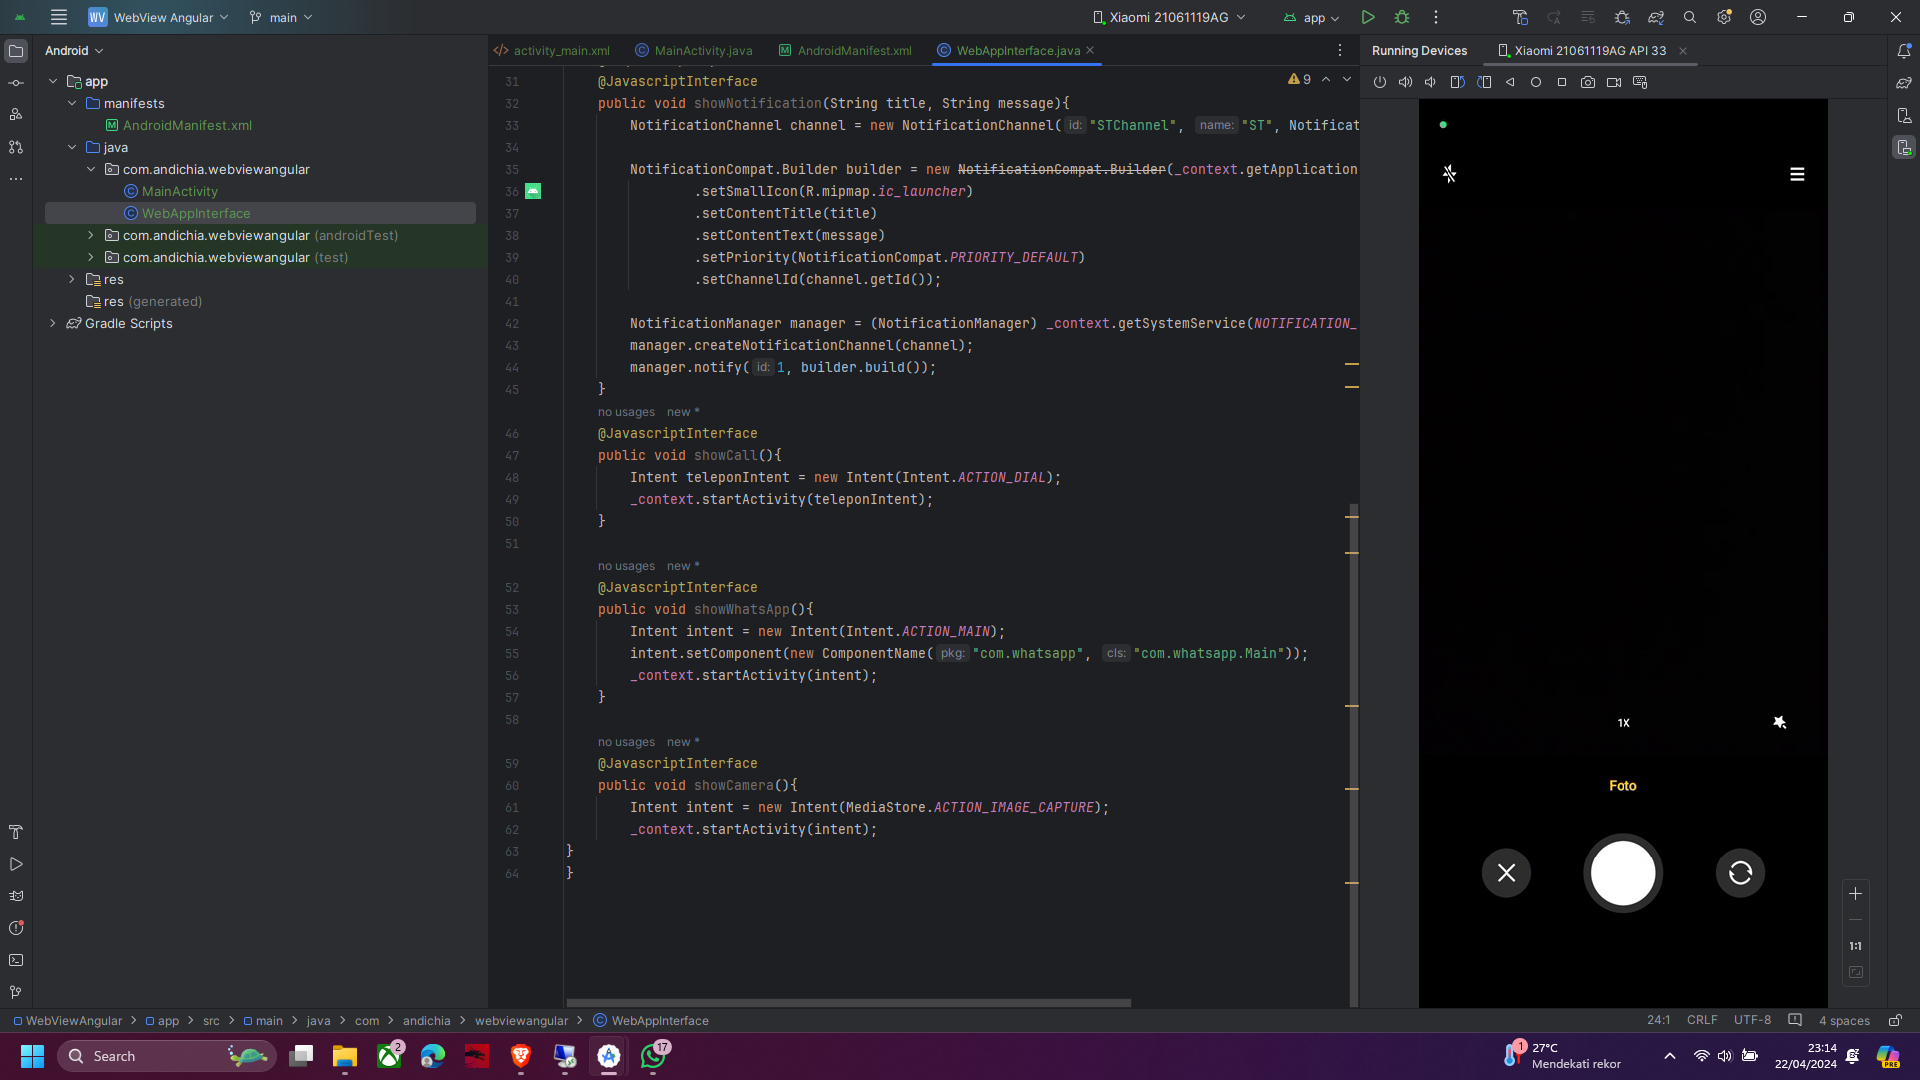 WV WebView Angular main Xiaomi 21061119AG app
Android
activity_main.xml MainActivity.java AndroidManifest.xml WebAppInterface.java
Running Devices Xiaomi 21061119AG API 33
app
manifests
AndroidManifest.xml
java
com.andichia.webviewangular
MainActivity
WebAppInterface
com.andichia.webviewangular (androidTest)
com.andichia.webviewangular (test)
res
res (generated)
Gradle Scripts
9
31 @JavascriptInterface
32 public void showNotification(String title, String message){
33 NotificationChannel channel = new NotificationChannel( id: "STChannel", name: "ST", Notificat
34
35 NotificationCompat.Builder builder = new NotificationCompat.Builder(_context.getApplication
36 .setSmallIcon(R.mipmap.ic_launcher)
37 .setContentTitle(title)
38 .setContentText(message)
39 .setPriority(NotificationCompat.PRIORITY_DEFAULT)
40 .setChannelId(channel.getId());
41
42 NotificationManager manager = (NotificationManager) _context.getSystemService(NOTIFICATION_
43 manager.createNotificationChannel(channel);
44 manager.notify( id: 1, builder.build());
45 }
no usages new *
46 @JavascriptInterface
47 public void showCall(){
48 Intent teleponIntent = new Intent(Intent.ACTION_DIAL);
49 _context.startActivity(teleponIntent);
50 }
51
no usages new *
52 @JavascriptInterface
53 public void showWhatsApp(){
54 Intent intent = new Intent(Intent.ACTION_MAIN);
55 intent.setComponent(new ComponentName( pkg: "com.whatsapp", cls: "com.whatsapp.Main"));
56 _context.startActivity(intent);
57 }
58
no usages new *
59 @JavascriptInterface
60 public void showCamera(){
61 Intent intent = new Intent(MediaStore.ACTION_IMAGE_CAPTURE);
62 _context.startActivity(intent);
63 }
64 }
1X
Foto
1:1
WebViewAngular > app > src > main > java > com > andichia > webviewangular > WebAppInterface
24:1 CRLF UTF-8 4 spaces
Search
2
17
1
27°C
Mendekati rekor
23:14
22/04/2024
PRE